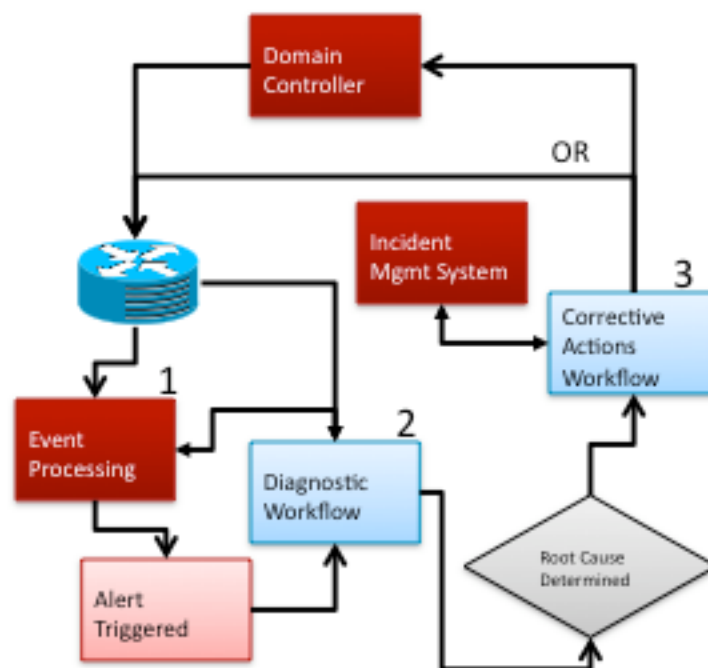 Domain
Controller
OR
Incident
Mgmt System
3
Corrective
Actions
Workflow
1
Event
Processing
2
Diagnostic
Workflow
Root Cause
Determined
Alert
Triggered